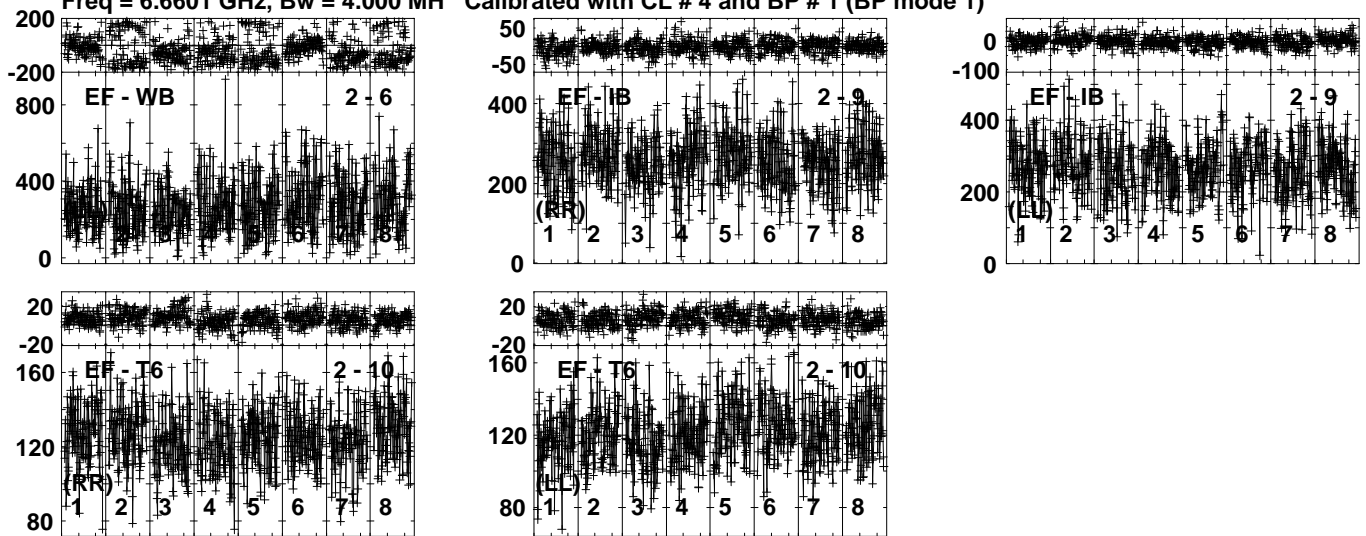 Freq = 6.6601 GHz, Bw = 4.000 MH Calibrated with CL # 4 and BP # 1 (BP mode 1)
200
-200
800
400
0
EF - WB 2 - 6
2 3 4 5 6 7 8
50
-50
400
200
0
EF - IB 2 - 9
(RR)
1 2 3 4 5 6 7 8
0
-100
400
200
0
EF - IB 2 - 9
(LL)
1 2 3 4 5 6 7 8
20
-20
160
120
80
EF - T6 2 - 10
(RR)
1 2 3 4 5 6 7 8
20
-20
160
120
80
EF - T6 2 - 10
(LL)
1 2 3 4 5 6 7 8